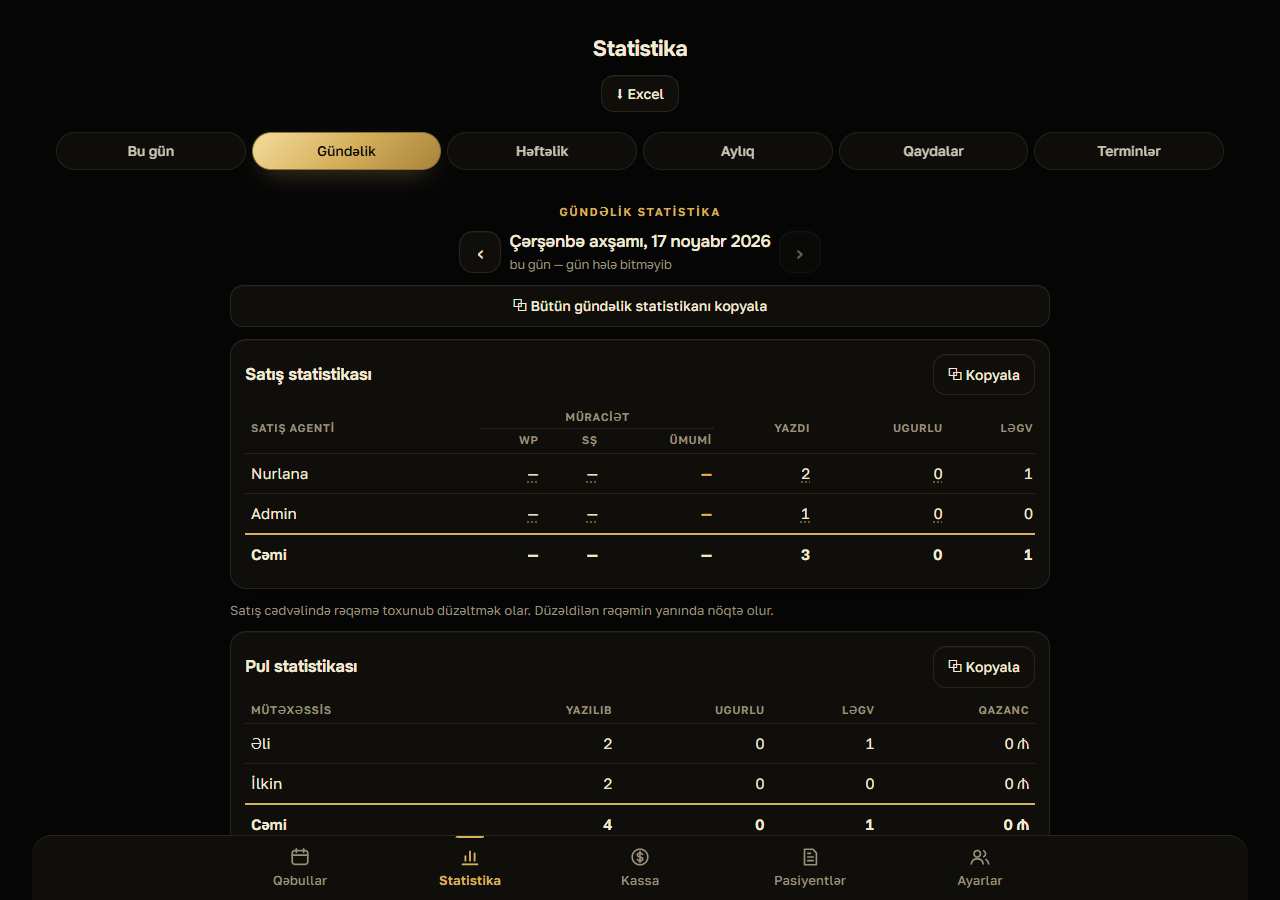 Statistika
⬇ Excel
Bu gün Gündəlik Həftəlik Aylıq Qaydalar Terminlər
GÜNDƏLİK STATİSTİKA
‹ Çərşənbə axşamı, 17 noyabr 2026 ›
bu gün — gün hələ bitməyib
Bütün gündəlik statistikanı kopyala
Satış statistikası Kopyala
MÜRACİƏT
SATIŞ AGENTİ YAZDI UGURLU LƏGV
WP SŞ ÜMUMİ
Nurlana — — — 2 0 1
Admin — — — 1 0 0
Cəmi — — — 3 0 1
Satış cədvəlində rəqəmə toxunub düzəltmək olar. Düzəldilən rəqəmin yanında nöqtə olur.
Pul statistikası Kopyala
MÜTƏXƏSSİS YAZILIB UGURLU LƏGV QAZANC
Əli 2 0 1 0 ₼
İlkin 2 0 0 0 ₼
Cəmi 4 0 1 0 ₼
Qəbullar Statistika Kassa Pasiyentlər Ayarlar